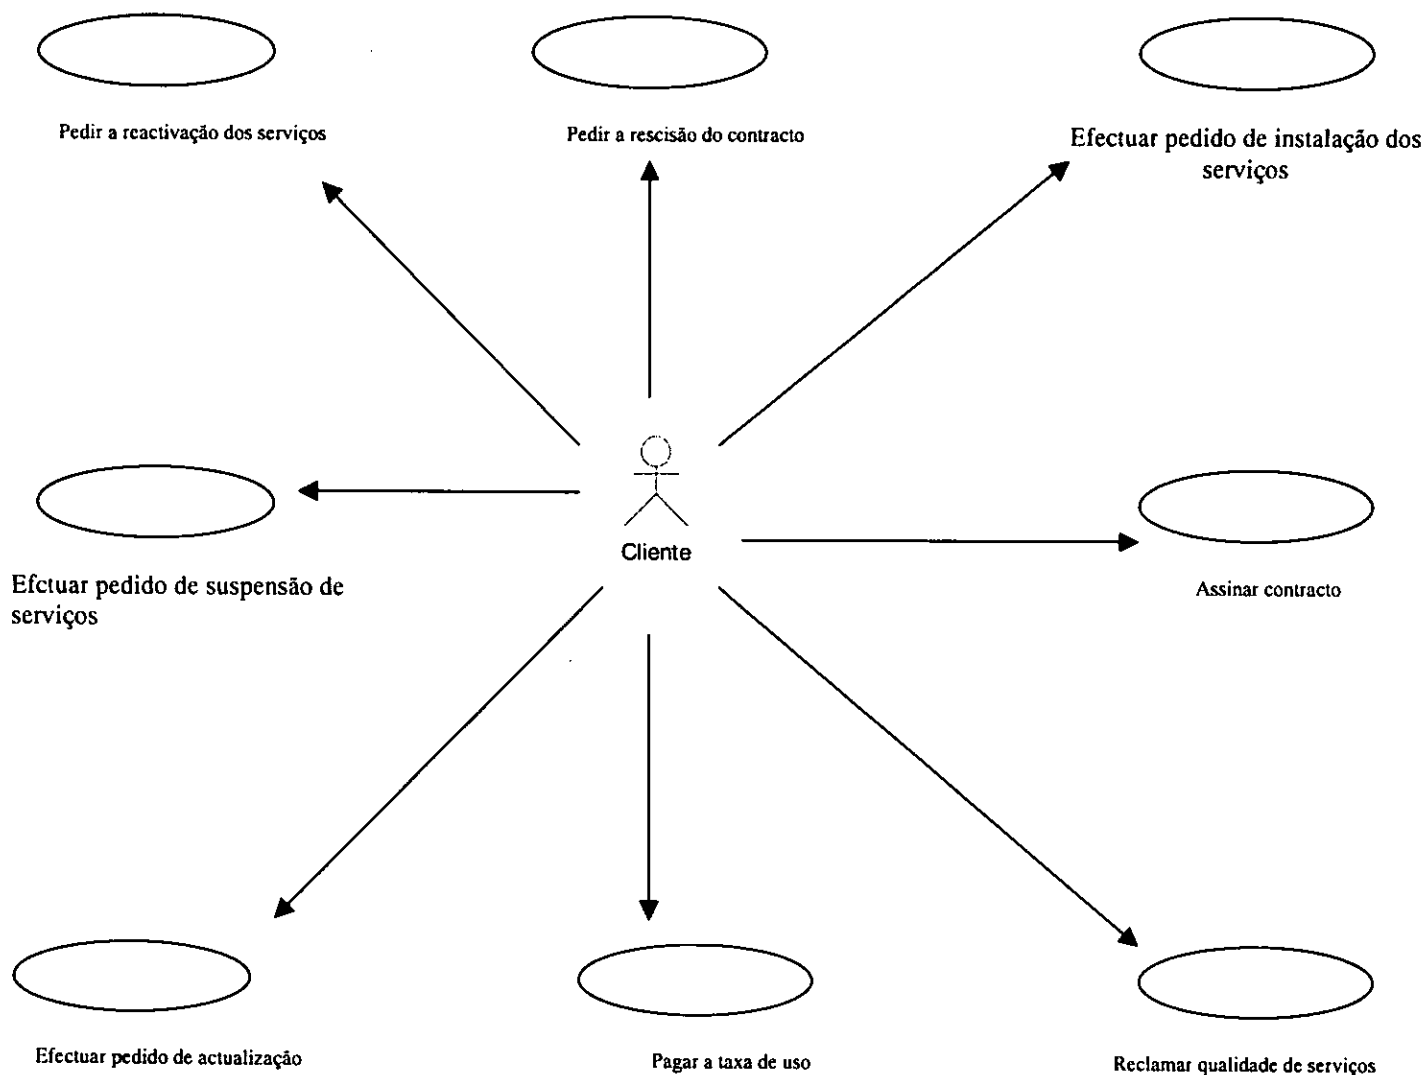 Pedir a reactivação dos serviços
Pedir a rescisão do contracto
Efectuar pedido de instalação dos
serviços
Cliente
Efctuar pedido de suspensão de
serviços
Assinar contracto
Efectuar pedido de actualização
Pagar a taxa de uso
Reclamar qualidade de serviços